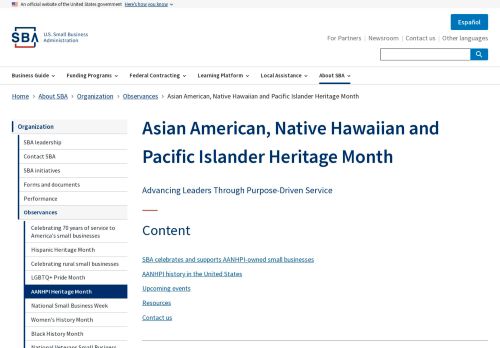 An official website of the United States government Here's how you know
Español
SBA U.S. Small Business
Administration
For Partners Newsroom Contact us Other languages
Business Guide Funding Programs Federal Contracting Learning Platform Local Assistance About SBA
Home About SBA Organization Observances Asian American, Native Hawaiian and Pacific Islander Heritage Month
Organization
SBA leadership
Contact SBA
SBA initiatives
Forms and documents
Performance
Observances
Celebrating 70 years of service to
America's small businesses
Hispanic Heritage Month
Celebrating rural small businesses
LGBTQ+ Pride Month
AANHPI Heritage Month
National Small Business Week
Women's History Month
Black History Month
National Veterans Small Business
Asian American, Native Hawaiian and
Pacific Islander Heritage Month
Advancing Leaders Through Purpose-Driven Service
Content
SBA celebrates and supports AANHPI-owned small businesses
AANHPI history in the United States
Upcoming events
Resources
Contact us